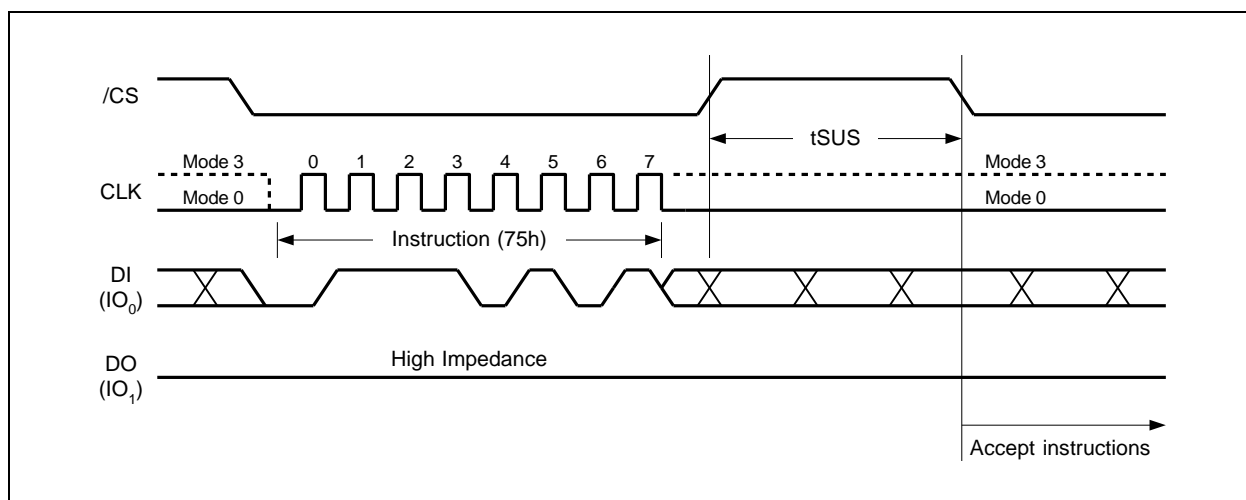 /CS
tSUS
Mode 3 0 1 2 3 4 5 6 7 Mode 3
CLK
Mode 0 Mode 0
Instruction (75h)
DI
(IO0)
High Impedance
DO
(IO1)
Accept instructions